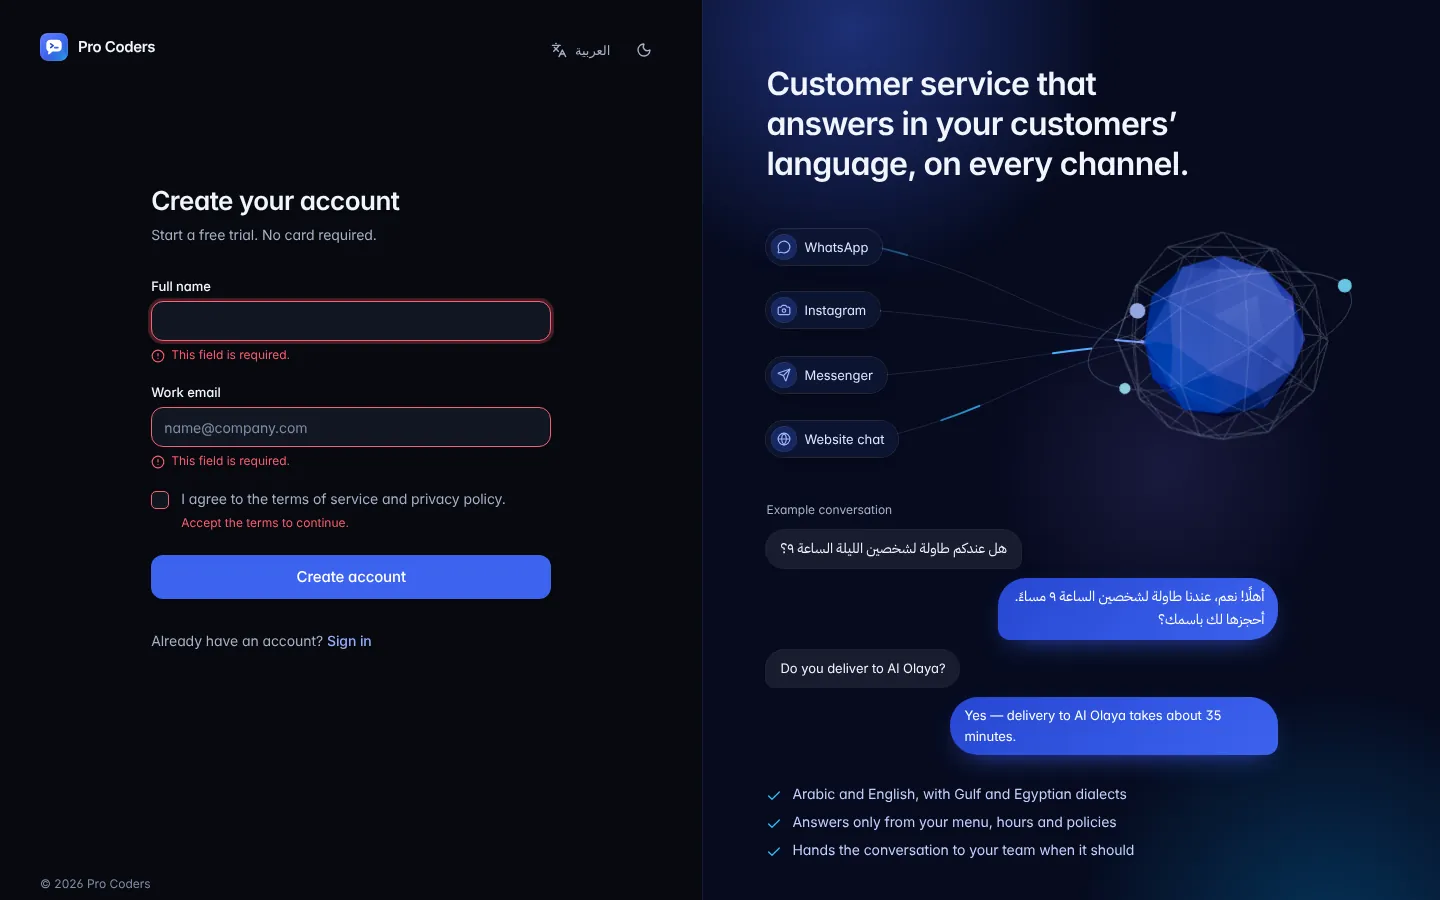 Pro Coders
العربية
Create your account
Start a free trial. No card required.
Full name
This field is required.
Work email
name@company.com
This field is required.
I agree to the terms of service and privacy policy.
Accept the terms to continue.
Create account
Already have an account? Sign in
© 2026 Pro Coders
Customer service that
answers in your customers’
language, on every channel.
WhatsApp
Instagram
Messenger
Website chat
Example conversation
هل عندكم طاولة لشخصين الليلة الساعة ٩؟
أهلًا! نعم، عندنا طاولة لشخصين الساعة ٩ مساءً.
أحجزها لك باسمك؟
Do you deliver to Al Olaya?
Yes — delivery to Al Olaya takes about 35
minutes.
Arabic and English, with Gulf and Egyptian dialects
Answers only from your menu, hours and policies
Hands the conversation to your team when it should